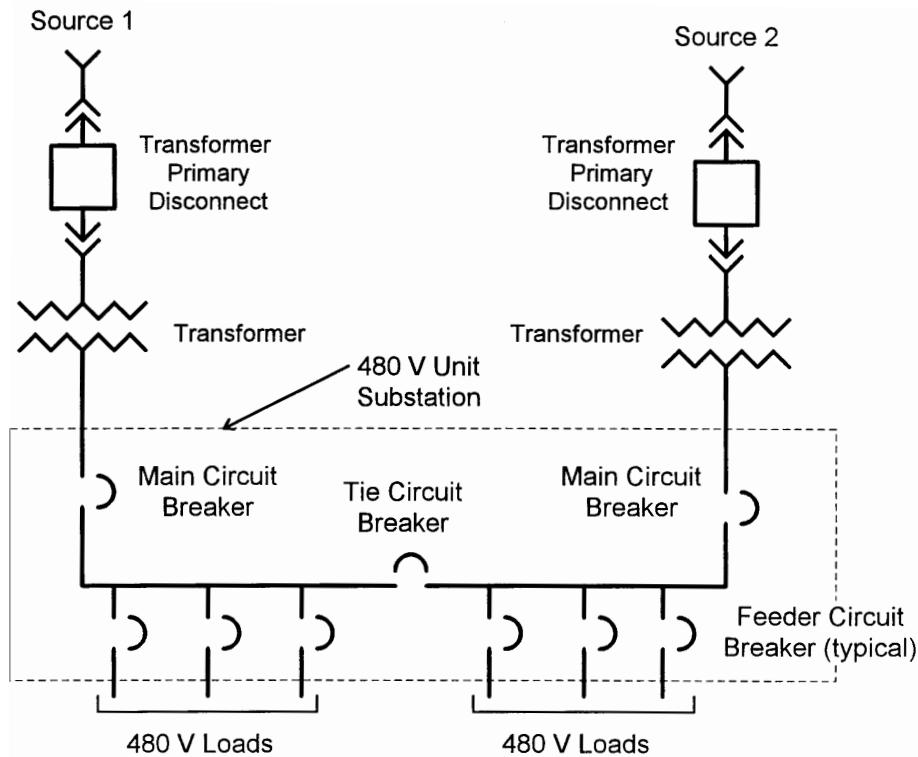 Source 1
Source 2
Transformer
Primary
Disconnect
Transformer
Primary
Disconnect
Transformer
Transformer
480 V Unit
Substation
Main Circuit
Breaker
Tie Circuit
Breaker
Main Circuit
Breaker
Feeder Circuit
Breaker (typical)
480 V Loads
480 V Loads